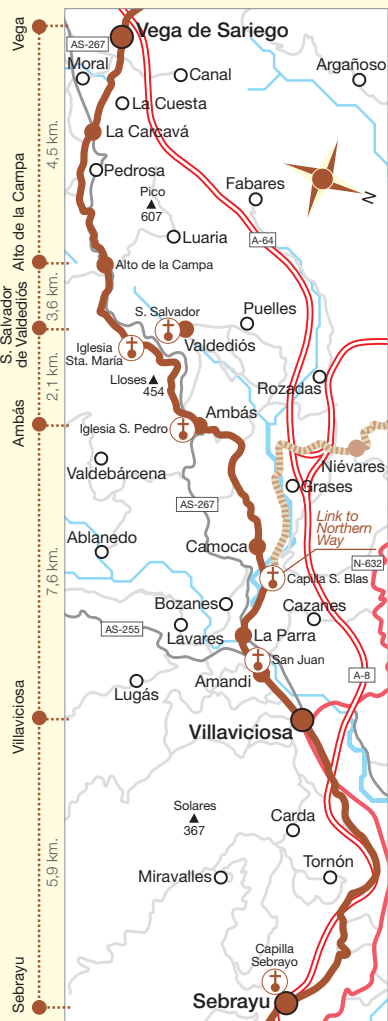 Vega
4,5 km.
Alto de la Campa
3,6 km.
S. Salvador
de Valdediós
2,1 km.
Ambás
7,6 km.
Villaviciosa
5,9 km.
Sebrayu
Vega de Sariego
AS-267
Moral
Canal
Argañoso
La Cuesta
La Carcavá
Pedrosa
Pico
607
Fabares
N
Luaria
A-64
Alto de la Campa
S. Salvador
Puelles
Iglesia
Sta. María
Valdediós
Lloses
454
Rozadas
Ambás
Iglesia S. Pedro
Niévares
Valdebárcena
Grases
AS-267
Link to
Northern
Way
Ablanedo
Camoca
N-632
Capilla S. Blas
Bozanes
Cazanes
AS-255
Lavares
La Parra
San Juan
A-8
Amandi
Lugás
Villaviciosa
Solares
367
Carda
Miravalles
Tornón
Capilla
Sebrayo
Sebrayu